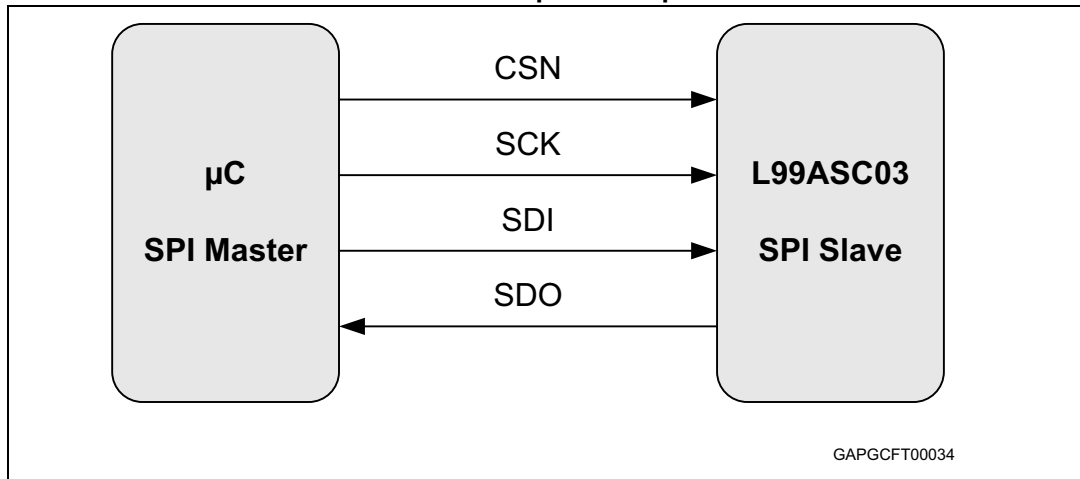 CSN
SCK
µC
L99ASC03
SDI
SPI Master
SPI Slave
SDO
GAPGCFT00034